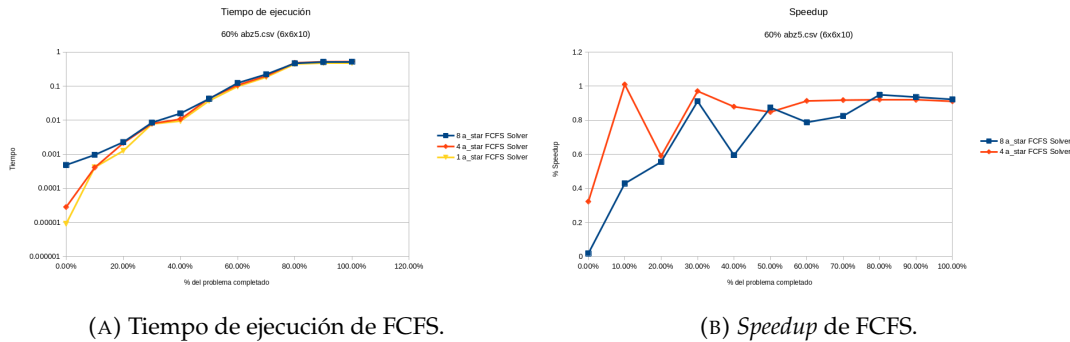 Tiempo de ejecución
60% abz5.csv (6x6x10)
Tiempo
1
0.1
0.01
0.001
0.0001
0.00001
0.000001
0.00%
20.00%
40.00%
60.00%
80.00%
100.00%
120.00%
% del problema completado
8 a_star FCFS Solver
4 a_star FCFS Solver
1 a_star FCFS Solver
(A) Tiempo de ejecución de FCFS.
Speedup
60% abz5.csv (6x6x10)
% Speedup
1.2
1
0.8
0.6
0.4
0.2
0
0.00%
10.00%
20.00%
30.00%
40.00%
50.00%
60.00%
70.00%
80.00%
90.00%
100.00%
% del problema completado
8 a_star FCFS Solver
4 a_star FCFS Solver
(B) Speedup de FCFS.